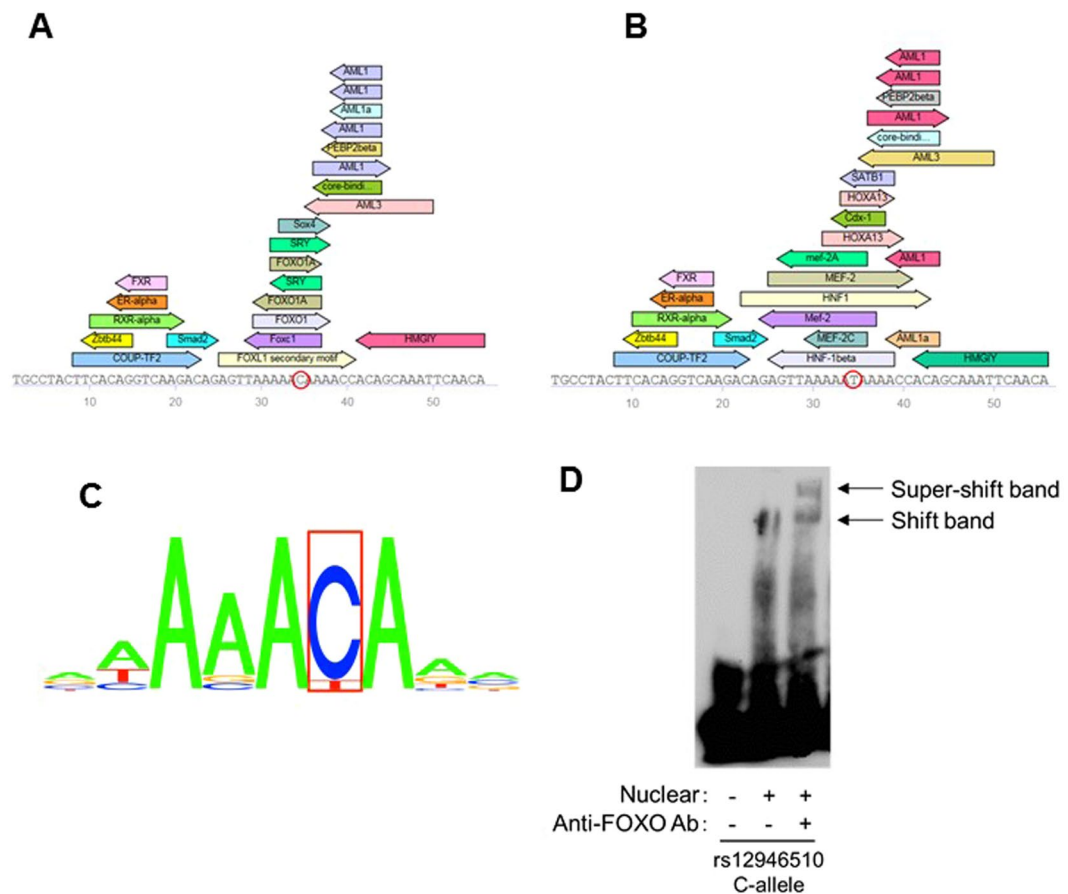 A
AML1
AML1
AML1a
AML1
PEBP2beta
AML1
core-bindi...
AML3
Sox4
SRY
FOXO1A
FXR
SRY
ER-alpha
FOXO1A
RXR-alpha
FOXO1
Zbtb44
Smad2
Foxc1
HMGIY
COUP-TF2
FOXL1 secondary motif
TGCCTACTTCACAGGTCAAGACAGAGTTAAAAACAAAACCACAGCAAATTCAACA
10 20 30 40 50
B
AML1
AML1
PEBP2beta
AML1
core-bindi...
AML3
SATB1
HOXA13
Cdx-1
HOXA13
mef-2A
AML1
FXR
MEF-2
ER-alpha
HNF1
RXR-alpha
Mef-2
Zbtb44
Smad2
MEF-2C
AML1a
COUP-TF2
HNF-1beta
HMGIY
TGCCTACTTCACAGGTCAAGACAGAGTTAAAAATAAAACCACAGCAAATTCAACA
10 20 30 40 50
C
AAACA
D
Super-shift band
Shift band
Nuclear: - + +
Anti-FOXO Ab: - - +
rs12946510
C-allele